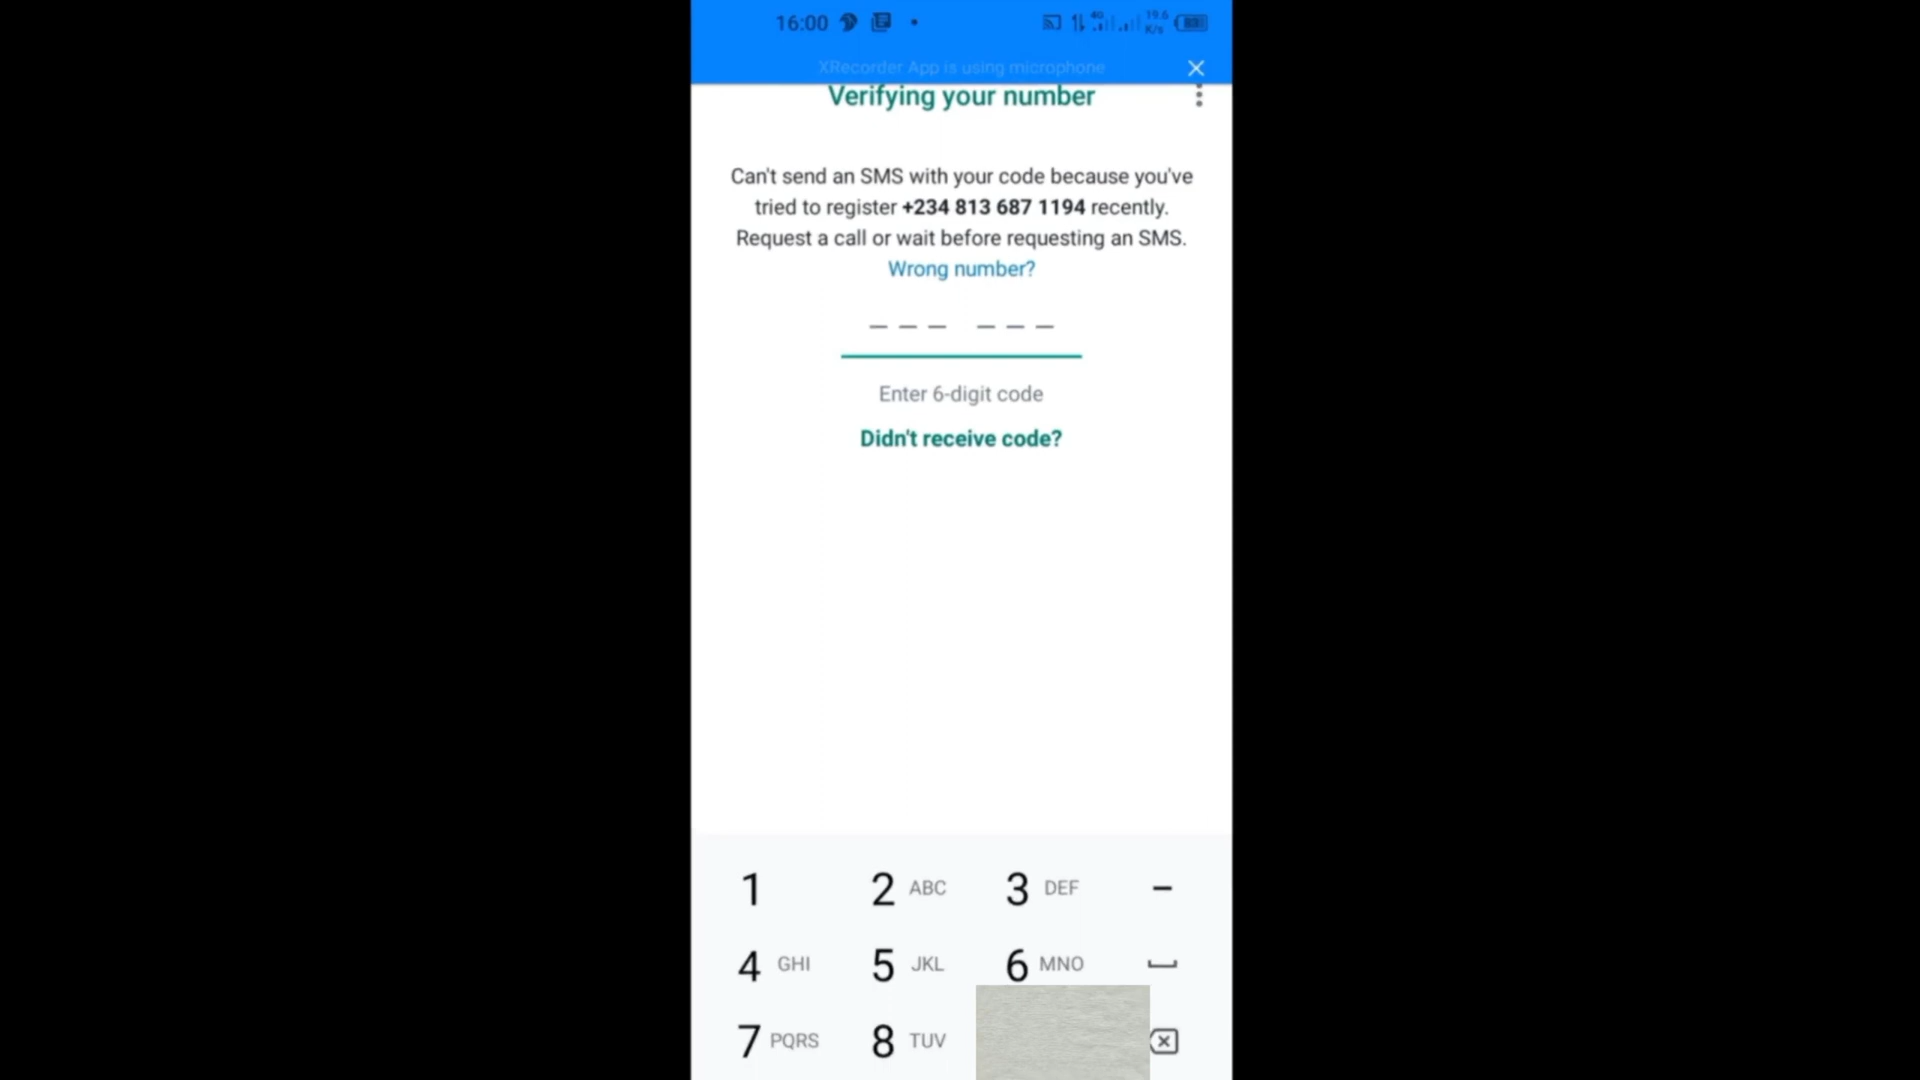 16:00
4G
19.6
K/s
XRecorder App is using microphone
Verifying your number
Can't send an SMS with your code because you've
tried to register +234 813 687 1194 recently.
Request a call or wait before requesting an SMS.
Wrong number?
Enter 6-digit code
Didn't receive code?
1 2 ABC 3 DEF –
4 GHI 5 JKL 6 MNO
7 PQRS 8 TUV